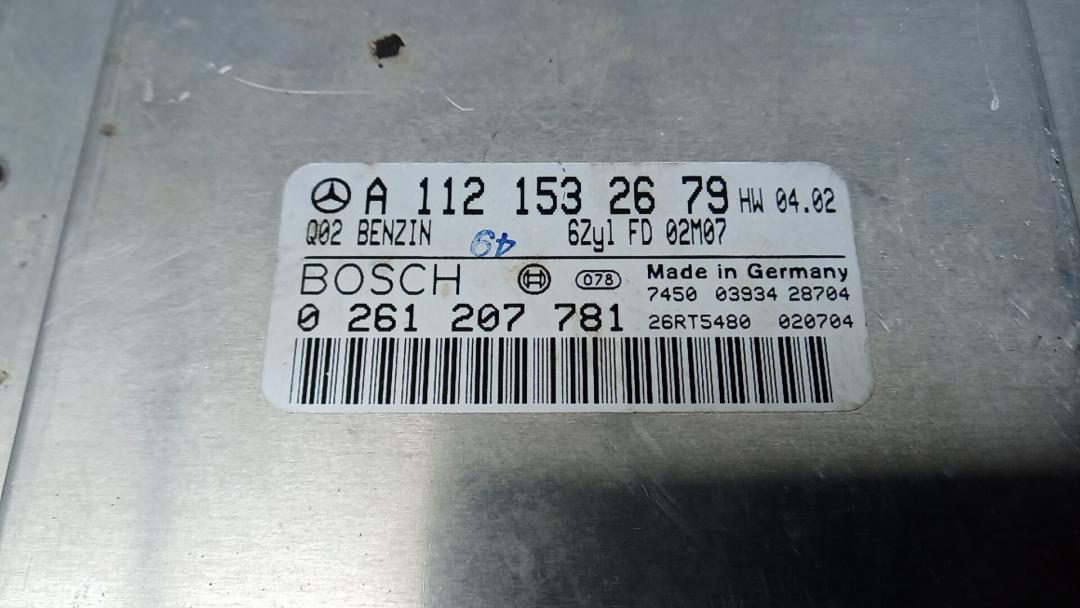 A 112 153 26 79 HW 04.02
Q02 BENZIN 49 6Zyl FD 02M07
BOSCH 078 Made in Germany
7450 03934 28704
0 261 207 781 26RT5480 020704